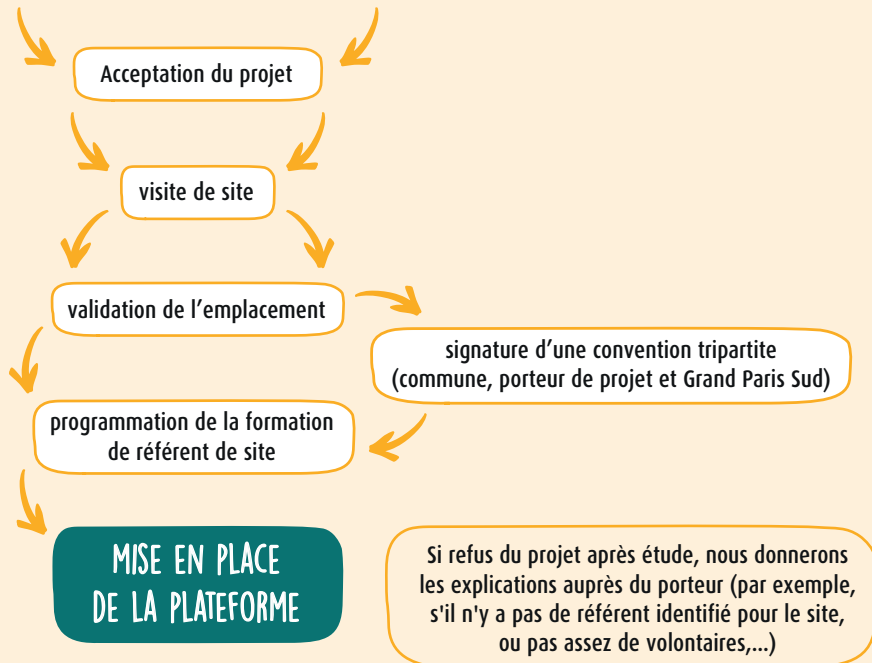 Acceptation du projet
visite de site
validation de l’emplacement
signature d’une convention tripartite
(commune, porteur de projet et Grand Paris Sud)
programmation de la formation
de référent de site
MISE EN PLACE
DE LA PLATEFORME
Si refus du projet après étude, nous donnerons
les explications auprès du porteur (par exemple,
s'il n'y a pas de référent identifié pour le site,
ou pas assez de volontaires,...)